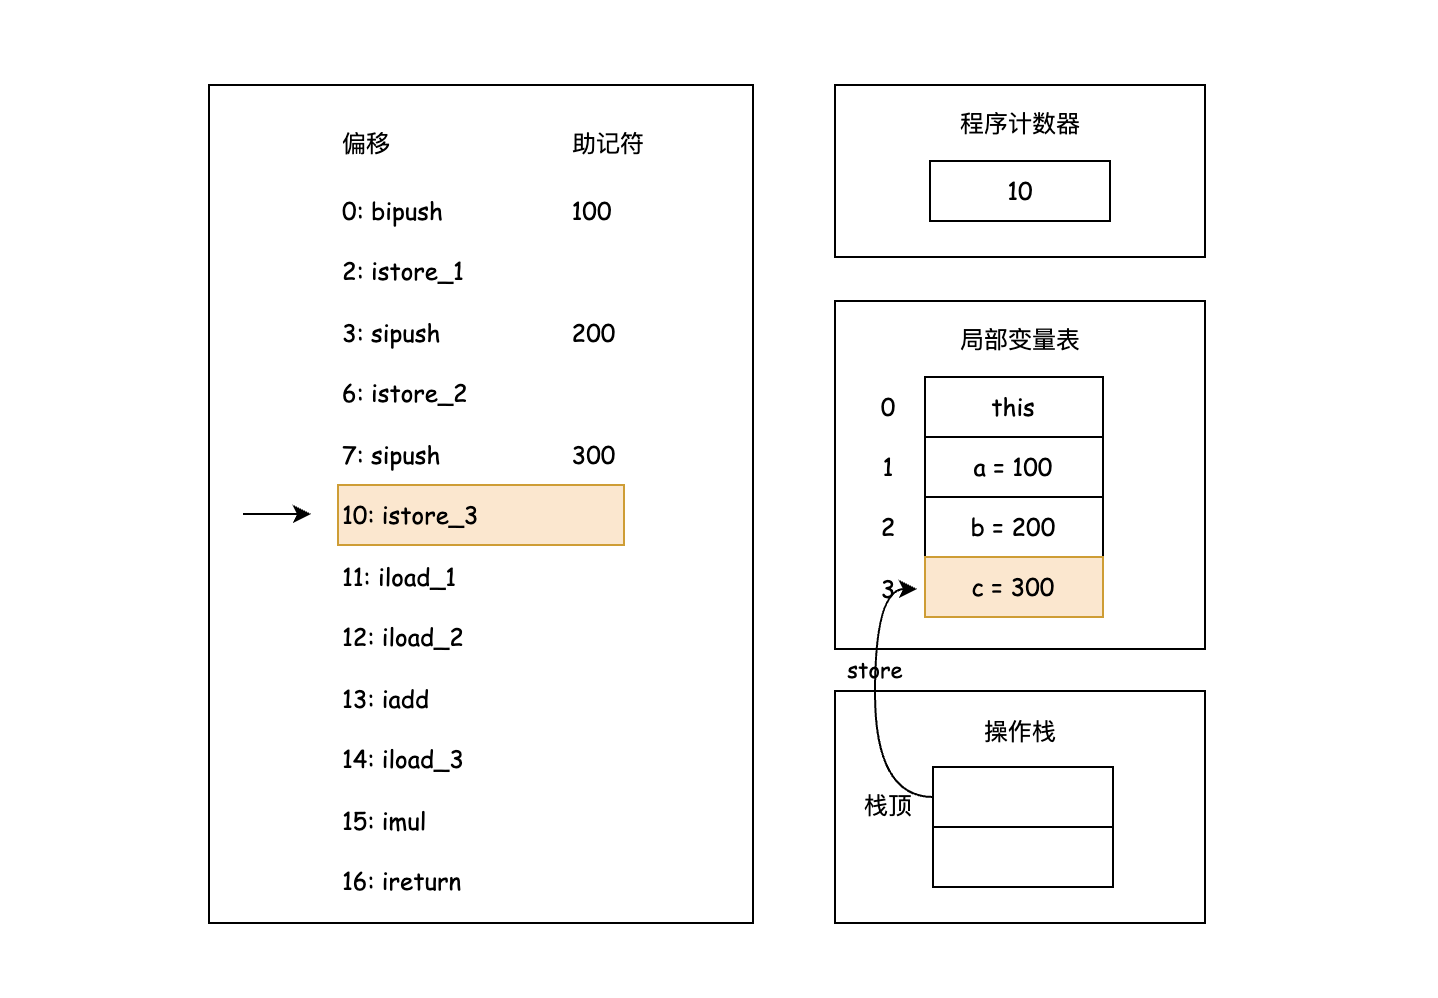 偏移 助记符
0: bipush 100
2: istore_1
3: sipush 200
6: istore_2
7: sipush 300
10: istore_3
11: iload_1
12: iload_2
13: iadd
14: iload_3
15: imul
16: ireturn
程序计数器
10
局部变量表
0 this
1 a = 100
2 b = 200
3 c = 300
store
操作栈
栈顶